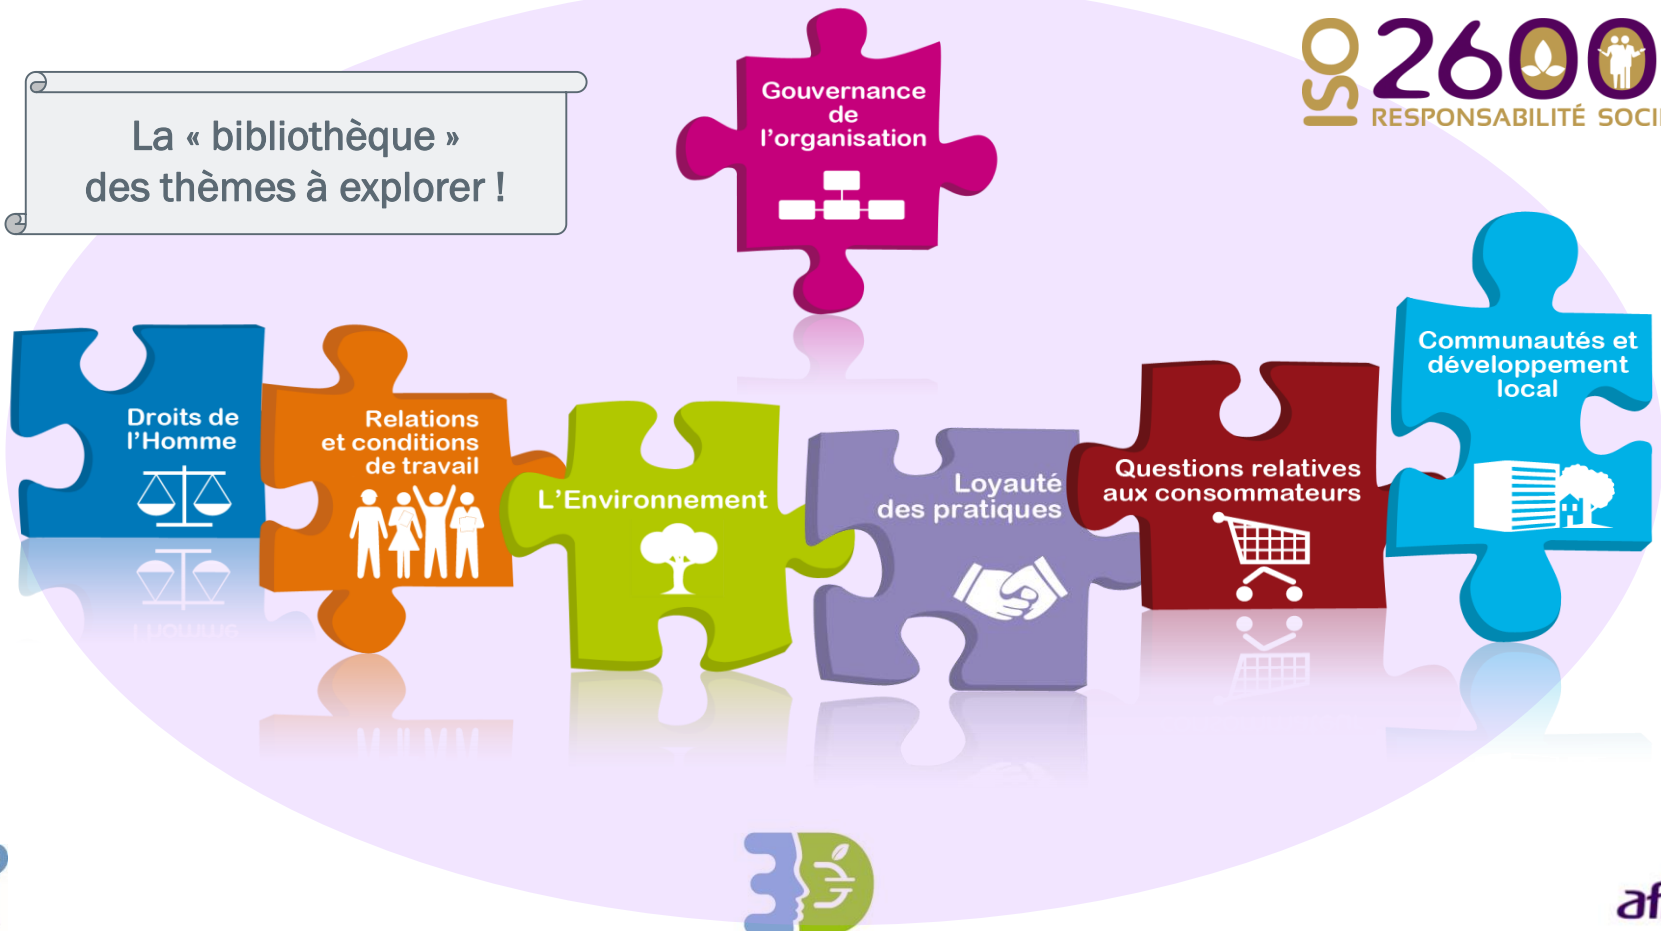 La « bibliothèque »
des thèmes à explorer !
ISO 2600
RESPONSABILITÉ SOCI
Gouvernance
de
l'organisation
Droits de
l'Homme
Relations
et conditions
de travail
L'Environnement
Loyauté
des pratiques
Questions relatives
aux consommateurs
Communautés et
développement
local
af